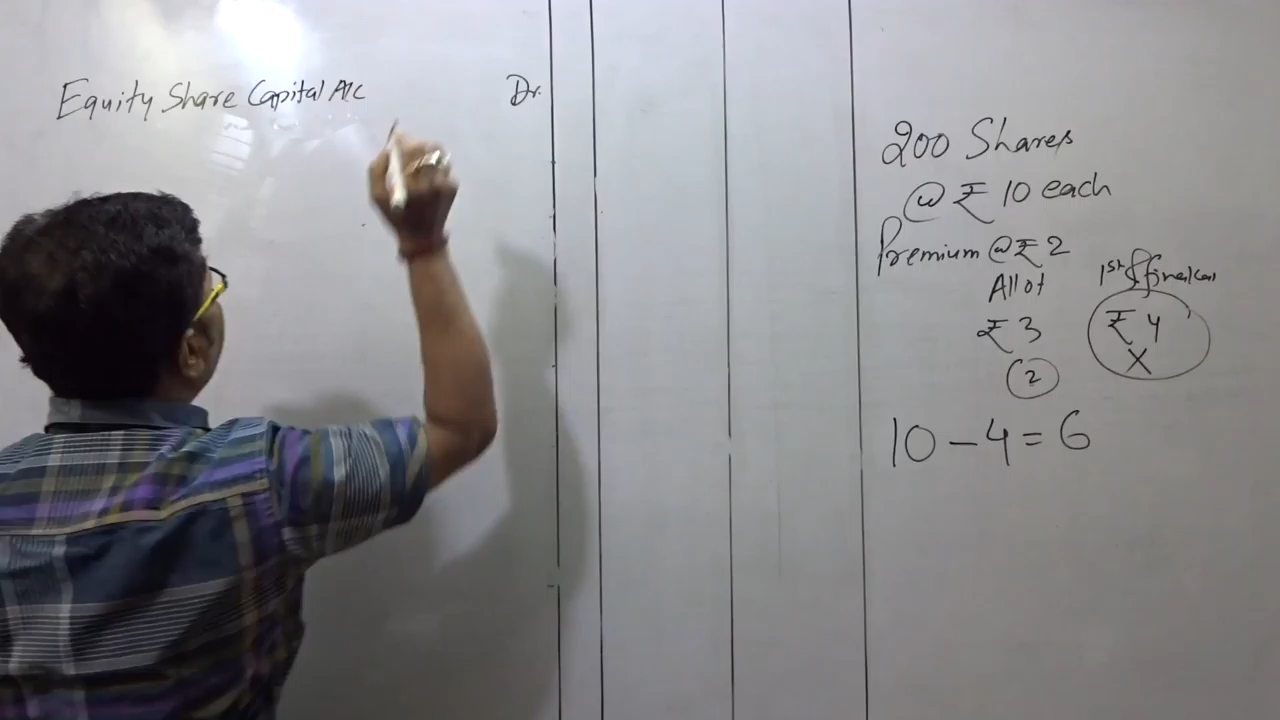 Equity Share Capital A/c Dr.
200 Shares
@ ₹ 10 each
Premium @ ₹ 2
Allot 1st & final Call
₹ 3 ₹ 4
2 X
10 - 4 = 6